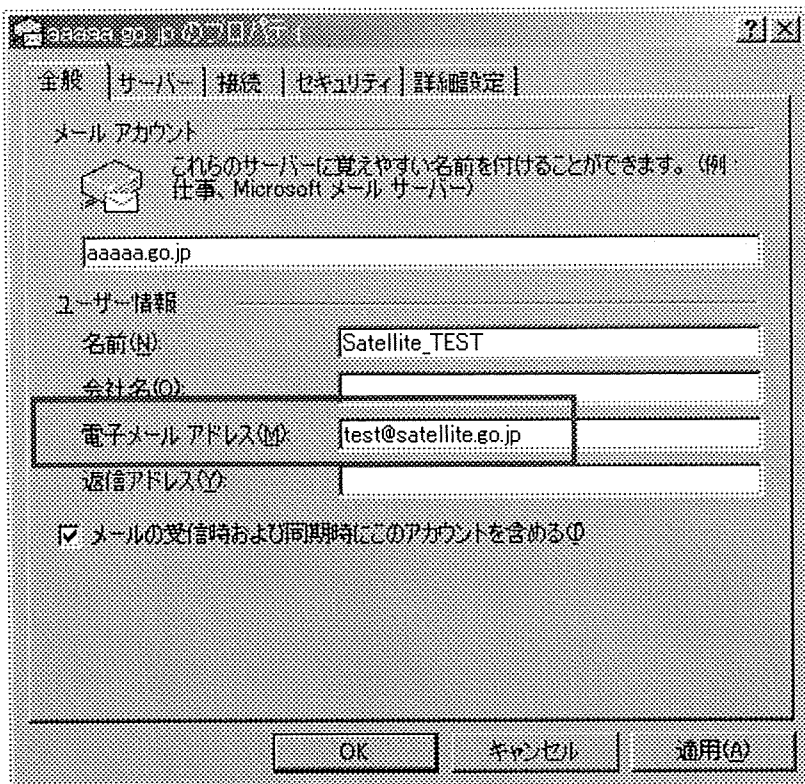 aaaaa.go.jp のプロパティ
全般 サーバー 接続 セキュリティ 詳細設定
メール アカウント
これらのサーバーに覚えやすい名前を付けることができます。(例 :
仕事、Microsoft メール サーバー)
aaaaa.go.jp
ユーザー情報
名前(N): Satellite_TEST
会社名(O):
電子メール アドレス(M): test@satellite.go.jp
返信アドレス(Y):
メールの受信時および同期時にこのアカウントを含める(I)
OK キャンセル 適用(A)